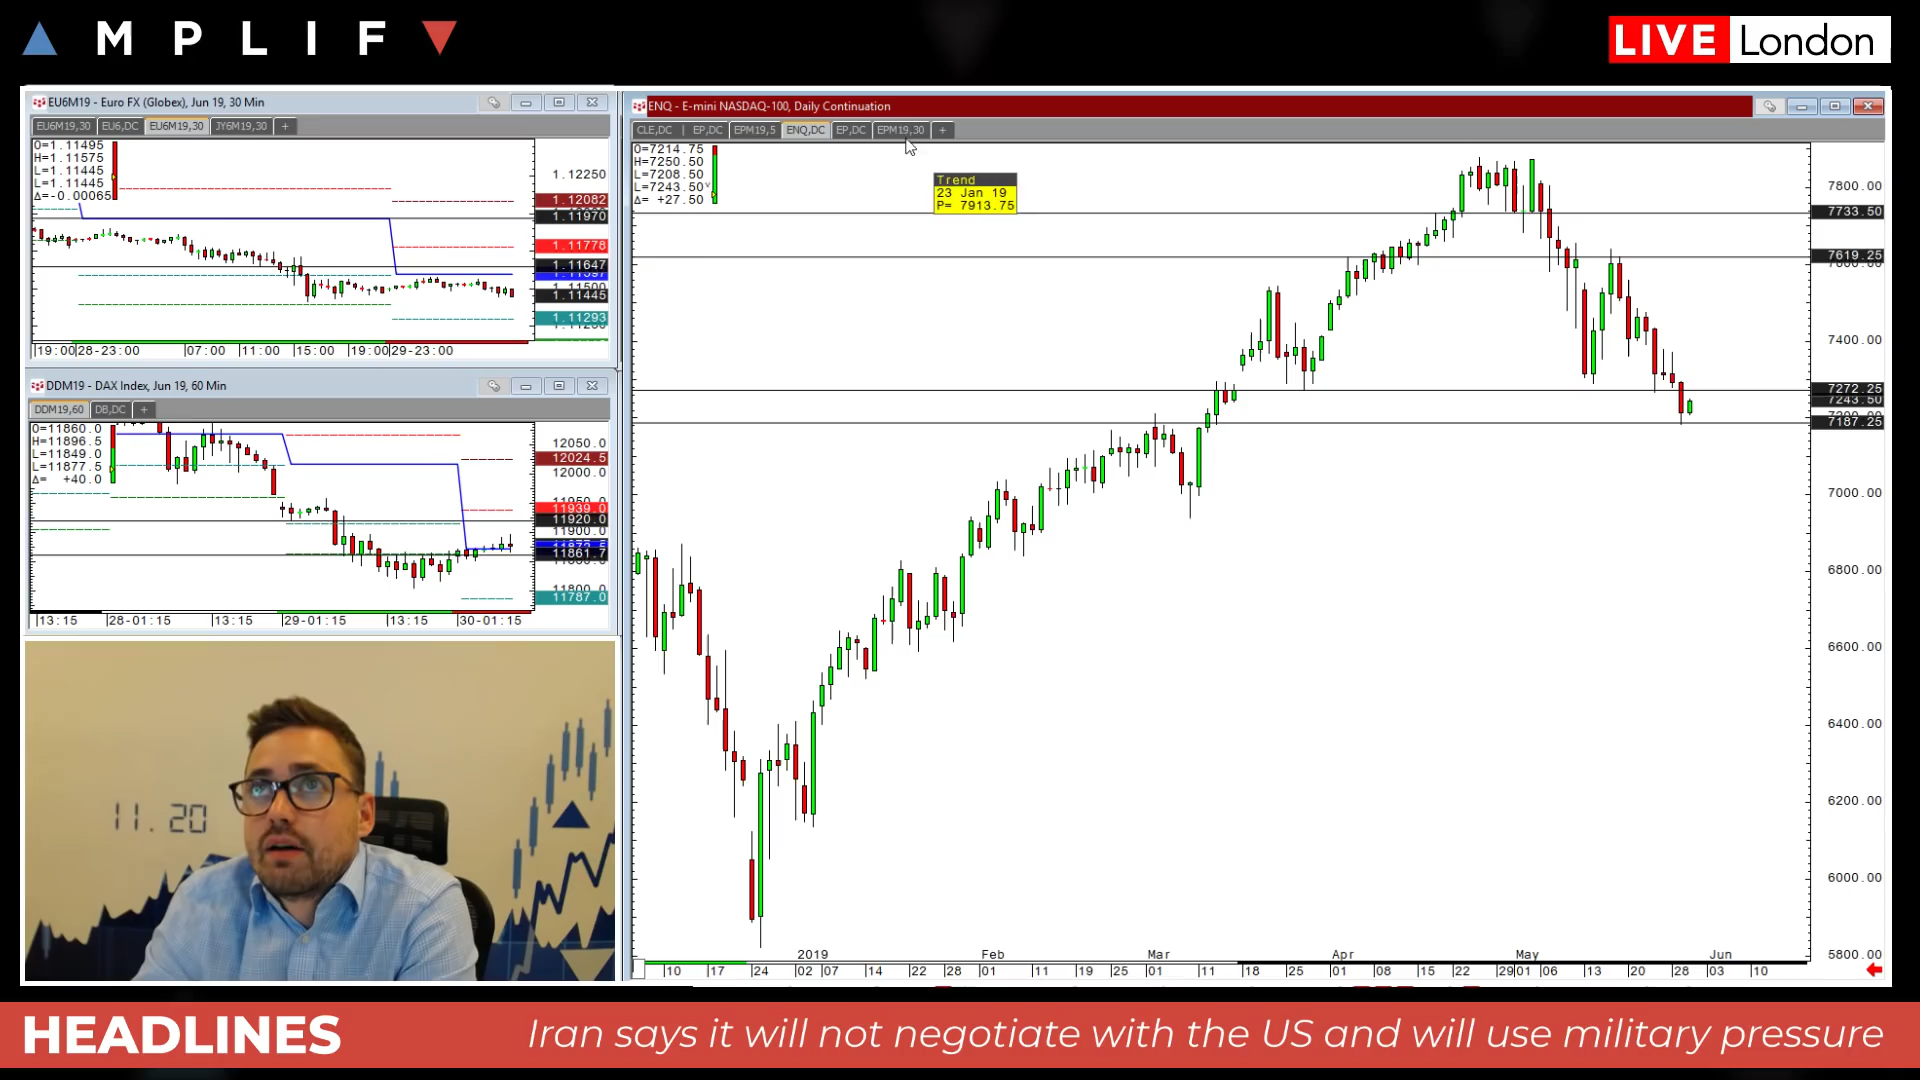 MPLIF
LIVE London
EU6M19 - Euro FX (Globex), Jun 19, 30 Min
EU6M19,30 EU6,DC EU6M19,30 JY6M19,30 +
O=1.11495
H=1.11575
L=1.11445
L=1.11445
Δ=-0.00065
1.12250
1.12082
1.11970
1.11778
1.11647
1.11500
1.11445
1.11293
19:00 28-23:00 07:00 11:00 15:00 19:00 29-23:00
DDM19 - DAX Index, Jun 19, 60 Min
DDM19,60 DB,DC +
O=11860.0
H=11896.5
L=11849.0
L=11877.5
Δ= +40.0
12050.0
12024.5
12000.0
11939.0
11920.0
11900.0
11861.7
11787.0
13:15 28-01:15 13:15 29-01:15 13:15 30-01:15
11.20
ENQ - E-mini NASDAQ-100, Daily Continuation
CLE,DC EP,DC EPM19,5 ENQ,DC EP,DC EPM19,30 +
O=7214.75
H=7250.50
L=7208.50
L=7243.50
Δ= +27.50
Trend
23 Jan 19
P= 7913.75
7800.00
7733.50
7619.25
7400.00
7272.25
7243.50
7187.25
7000.00
6800.00
6600.00
6400.00
6200.00
6000.00
5800.00
2019 Feb Mar Apr May Jun
10 17 24 02 07 14 22 28 01 11 19 25 01 11 18 25 01 08 15 22 29 01 06 13 20 28 03 10
HEADLINES
Iran says it will not negotiate with the US and will use military pressure